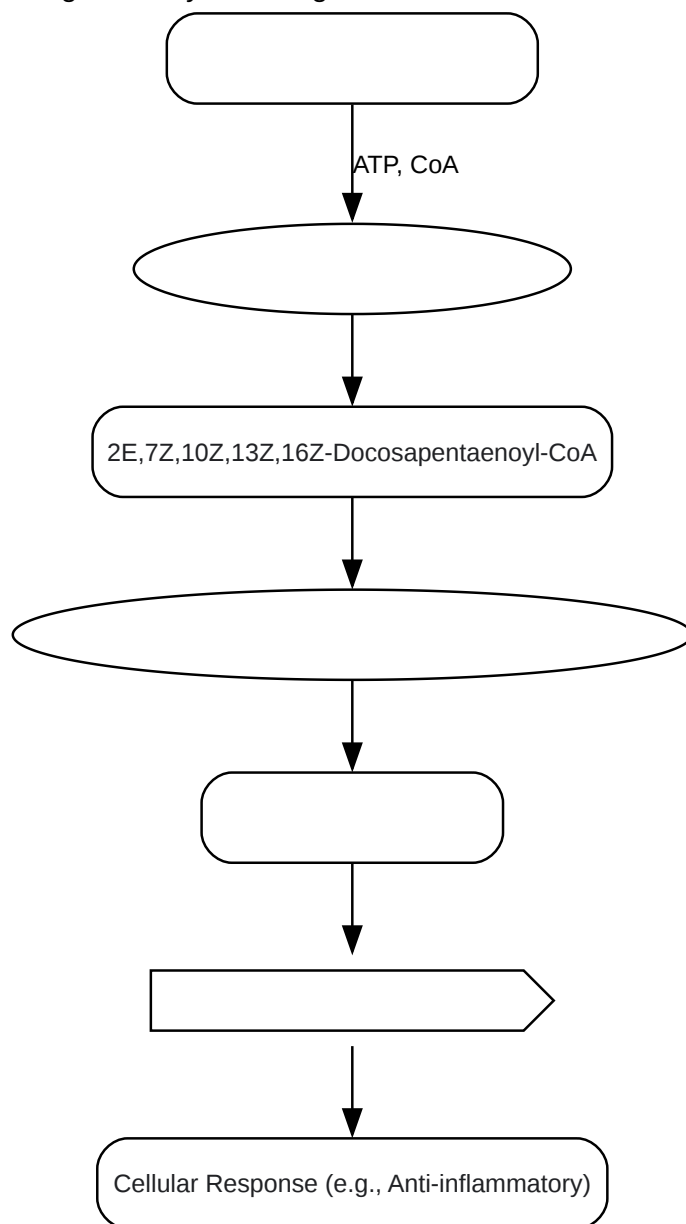 ATP, CoA
2E,7Z,10Z,13Z,16Z-Docosapentaenoyl-CoA
Cellular Response (e.g., Anti-inflammatory)